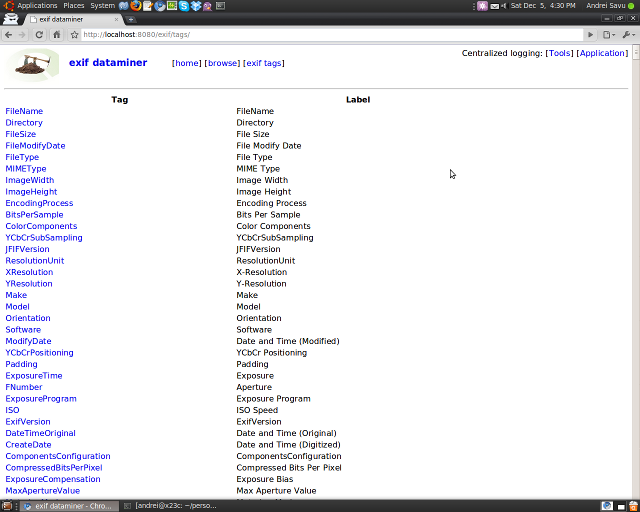 Applications Places System Sat Dec 5, 4:30 PM Andrei Savu
exif dataminer
http://localhost:8080/exif/tags/
exif dataminer [home] [browse] [exif tags] Centralized logging: [Tools] [Application]
Tag Label
FileName FileName
Directory Directory
FileSize File Size
FileModifyDate File Modify Date
FileType File Type
MIMEType MIME Type
ImageWidth Image Width
ImageHeight Image Height
EncodingProcess Encoding Process
BitsPerSample Bits Per Sample
ColorComponents Color Components
YCbCrSubSampling YCbCrSubSampling
JFIFVersion JFIFVersion
ResolutionUnit ResolutionUnit
XResolution X-Resolution
YResolution Y-Resolution
Make Make
Model Model
Orientation Orientation
Software Software
ModifyDate Date and Time (Modified)
YCbCrPositioning YCbCr Positioning
Padding Padding
ExposureTime Exposure
FNumber Aperture
ExposureProgram Exposure Program
ISO ISO Speed
ExifVersion ExifVersion
DateTimeOriginal Date and Time (Original)
CreateDate Date and Time (Digitized)
ComponentsConfiguration ComponentsConfiguration
CompressedBitsPerPixel Compressed Bits Per Pixel
ExposureCompensation Exposure Bias
MaxApertureValue Max Aperture Value
exif dataminer - Chro... [andrei@x23c: ~/perso...